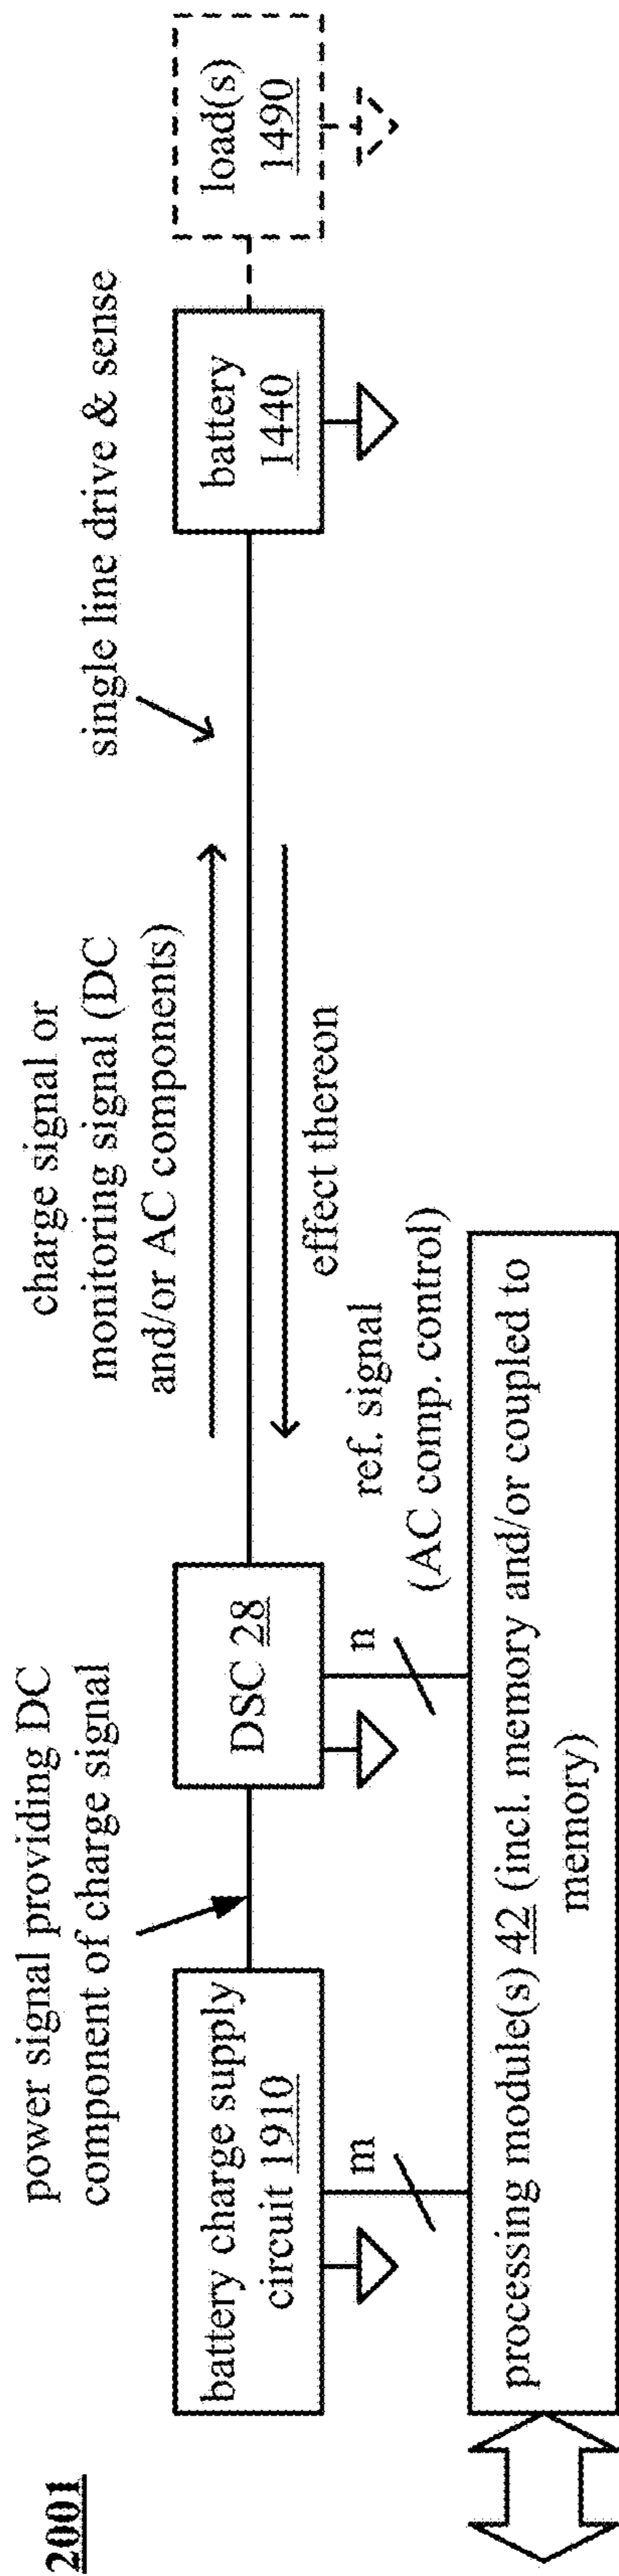 2001
power signal providing DC
component of charge signal
charge signal or
monitoring signal (DC
and/or AC components)
single line drive & sense
battery charge supply
circuit 1910
DSC 28
effect thereon
battery
1440
load(s)
1490
m
n
ref. signal
(AC comp. control)
processing module(s) 42 (incl. memory and/or coupled to
memory)